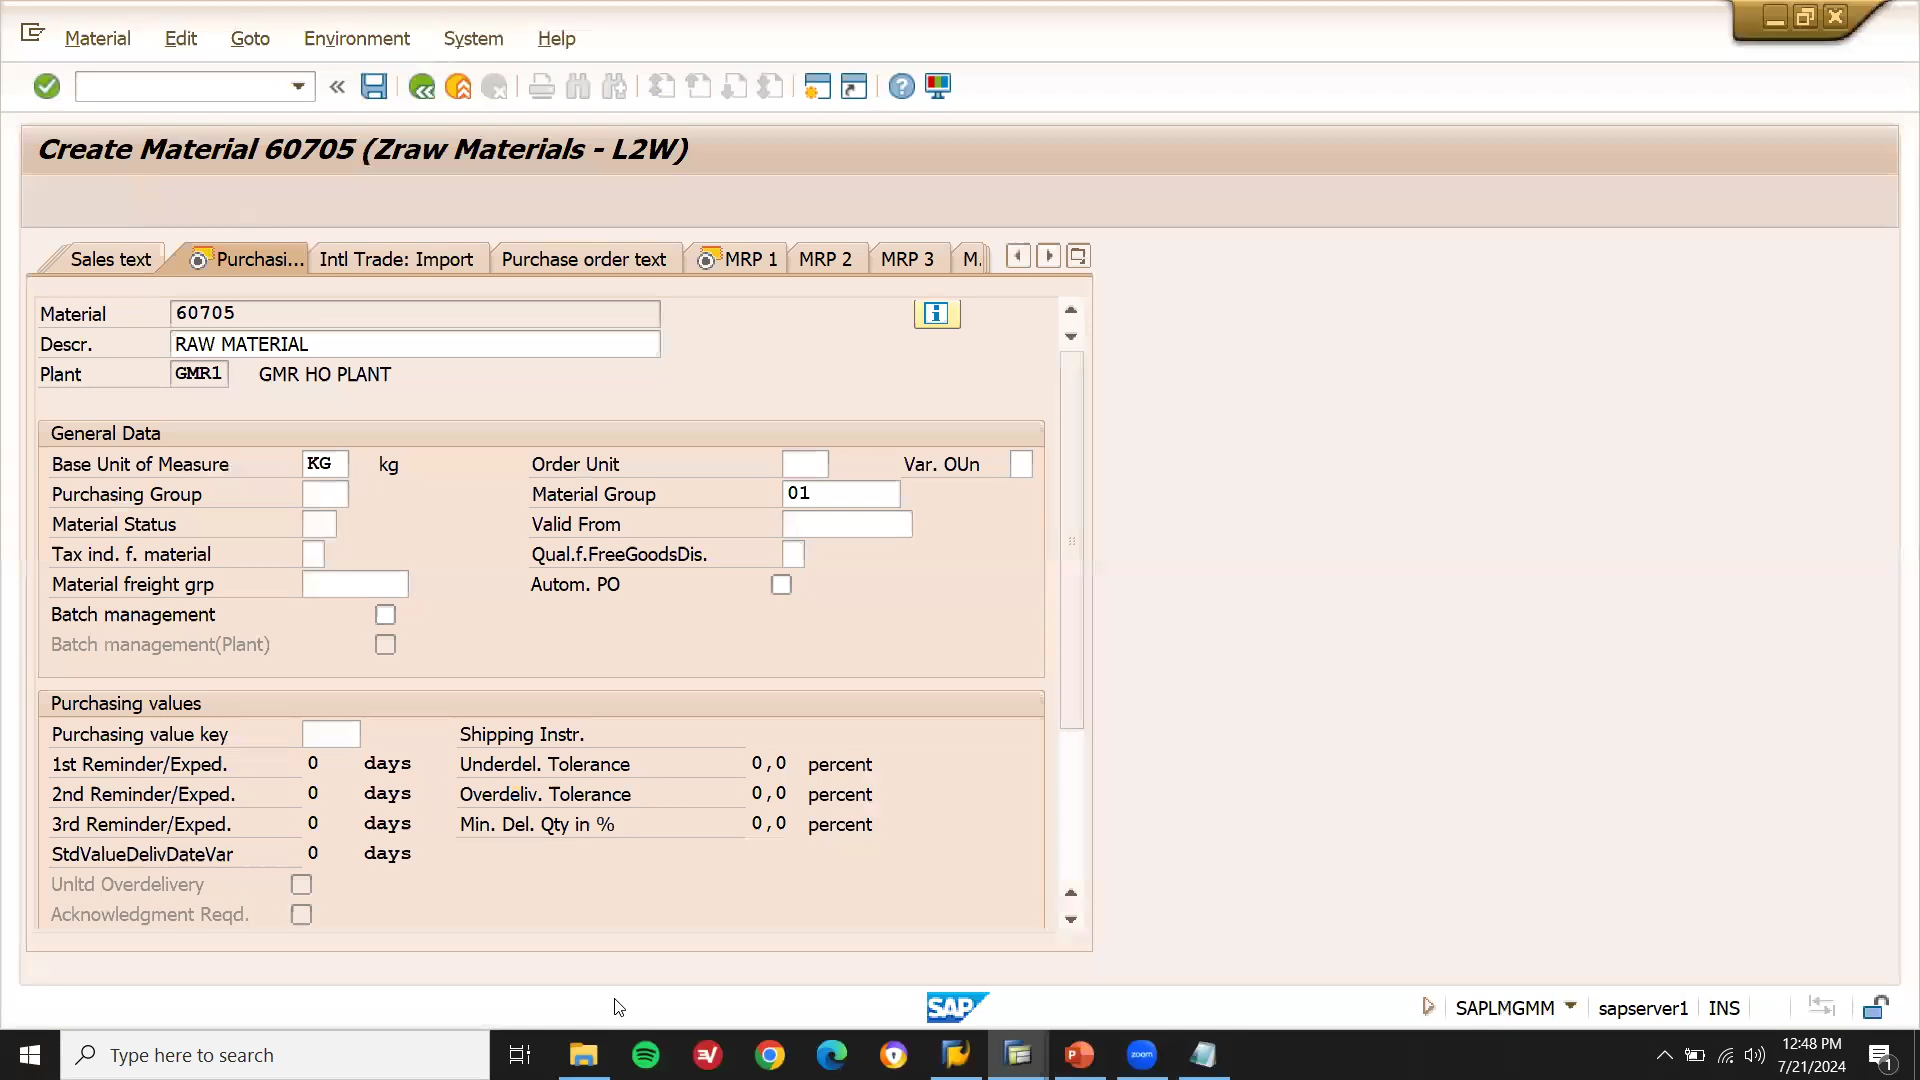 Material Edit Goto Environment System Help
Create Material 60705 (Zraw Materials - L2W)
Sales text Purchasi... Intl Trade: Import Purchase order text MRP 1 MRP 2 MRP 3 M.
Material 60705
Descr. RAW MATERIAL
Plant GMR1 GMR HO PLANT
General Data
Base Unit of Measure KG kg Order Unit Var. OUn
Purchasing Group Material Group 01
Material Status Valid From
Tax ind. f. material Qual.f.FreeGoodsDis.
Material freight grp Autom. PO
Batch management
Batch management(Plant)
Purchasing values
Purchasing value key Shipping Instr.
1st Reminder/Exped. 0 days Underdel. Tolerance 0,0 percent
2nd Reminder/Exped. 0 days Overdeliv. Tolerance 0,0 percent
3rd Reminder/Exped. 0 days Min. Del. Qty in % 0,0 percent
StdValueDelivDateVar 0 days
Unltd Overdelivery
Acknowledgment Reqd.
SAP SAPLMGMM sapserver1 INS
Type here to search zoom 12:48 PM
7/21/2024 1